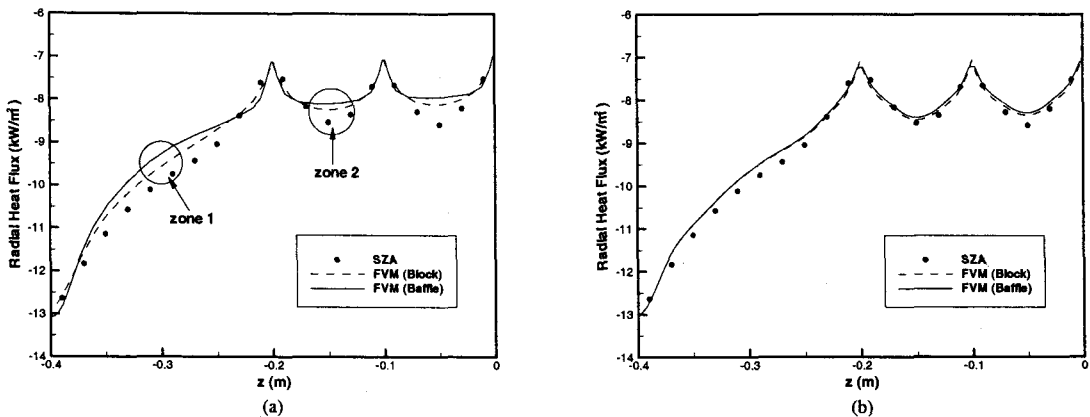 -6
-7
-8
-9
-10
-11
-12
-13
-14
Radial Heat Flux (kW/m²)
zone 1
zone 2
SZA
FVM (Block)
FVM (Baffle)
-0.4
-0.3
-0.2
-0.1
0
z (m)
(a)
-6
-7
-8
-9
-10
-11
-12
-13
-14
Radial Heat Flux (kW/m²)
SZA
FVM (Block)
FVM (Baffle)
-0.4
-0.3
-0.2
-0.1
0
z (m)
(b)